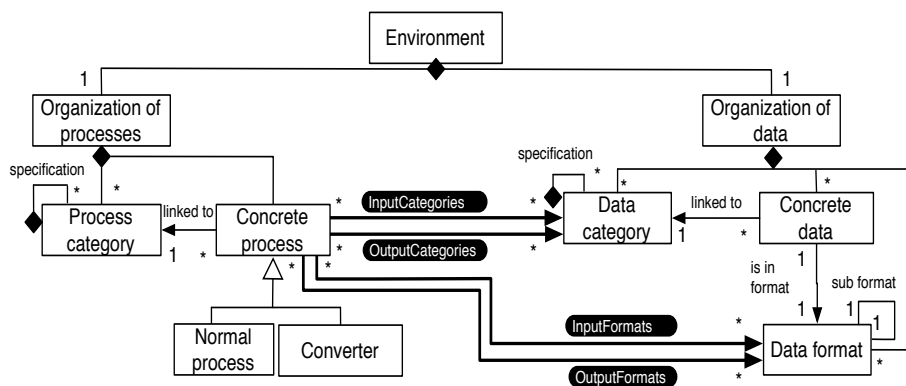 Environment
1
1
Organization of
processes
Organization of
data
specification
*
*
specification
*
*
*
Process
category
linked to
1
*
Concrete
process
*
InputCategories
*
*
OutputCategories
*
Data
category
linked to
1
*
Concrete
data
*
*
1
is in
format
sub format
1
1
1
Normal
process
Converter
InputFormats
*
Data format
*
OutputFormats
*